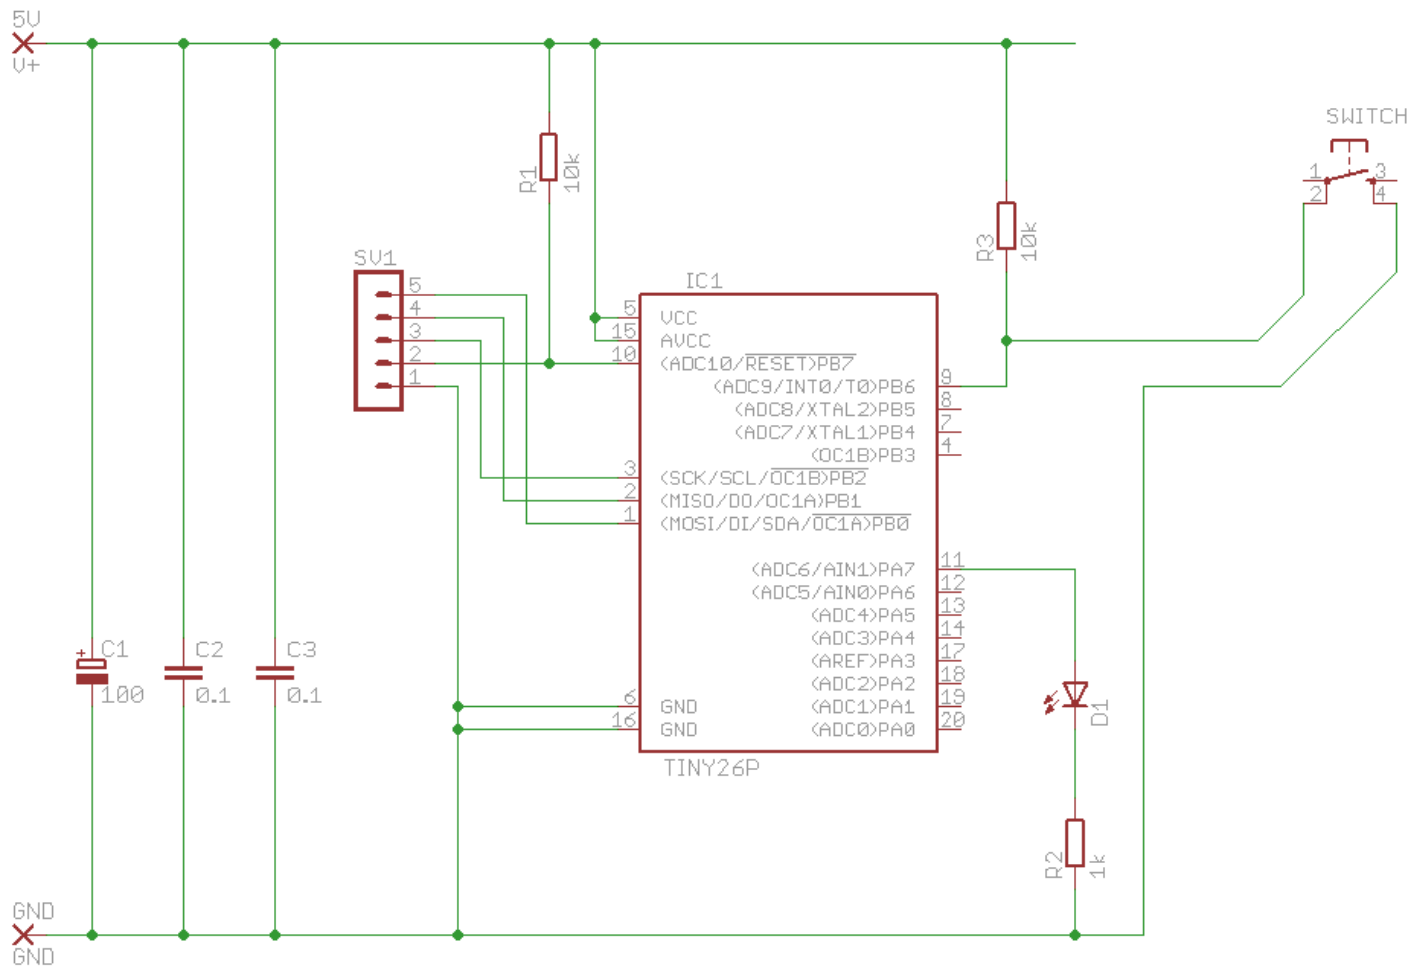 5V
V+
SWITCH
1
3
2
4
R1
10k
R3
10k
SV1
5
4
3
2
1
IC1
5
VCC
15
AVCC
10
(ADC10/RESET)PB7
(ADC9/INT0/T0)PB6
9
(ADC8/XTAL2)PB5
8
(ADC7/XTAL1)PB4
7
(OC1B)PB3
4
3
(SCK/SCL/OC1B)PB2
2
(MISO/DO/OC1A)PB1
1
(MOSI/DI/SDA/OC1A)PB0
(ADC6/AIN1)PA7
11
(ADC5/AIN0)PA6
12
(ADC4)PA5
13
(ADC3)PA4
14
(AREF)PA3
17
(ADC2)PA2
18
6
GND
(ADC1)PA1
19
16
GND
(ADC0)PA0
20
TINY26P
+
C1
100
C2
0.1
C3
0.1
D1
R2
1k
GND
GND